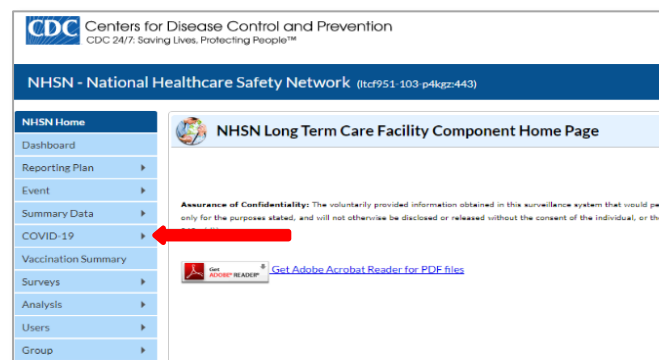 CDC Centers for Disease Control and Prevention
CDC 24/7: Saving Lives. Protecting People™
NHSN - National Healthcare Safety Network (ltcf951-103-p4kgz:443)
NHSN Home
Dashboard
Reporting Plan
Event
Summary Data
COVID-19
Vaccination Summary
Surveys
Analysis
Users
Group
NHSN Long Term Care Facility Component Home Page
Assurance of Confidentiality: The voluntarily provided information obtained in this surveillance system that would pe
only for the purposes stated, and will not otherwise be disclosed or released without the consent of the individual, or th
Get ADOBE® READER®
Get Adobe Acrobat Reader for PDF files